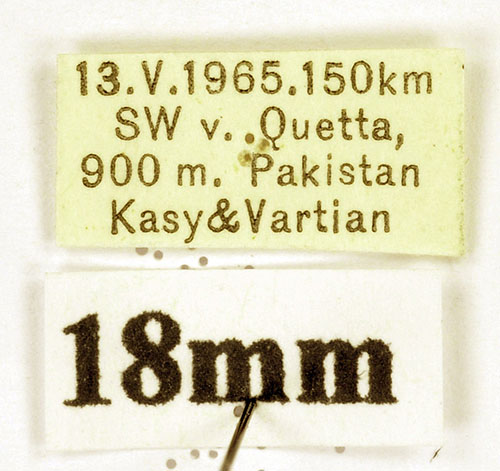 13.V.1965.150km
SW v. Quetta,
900 m. Pakistan
Kasy&Vartian
18mm